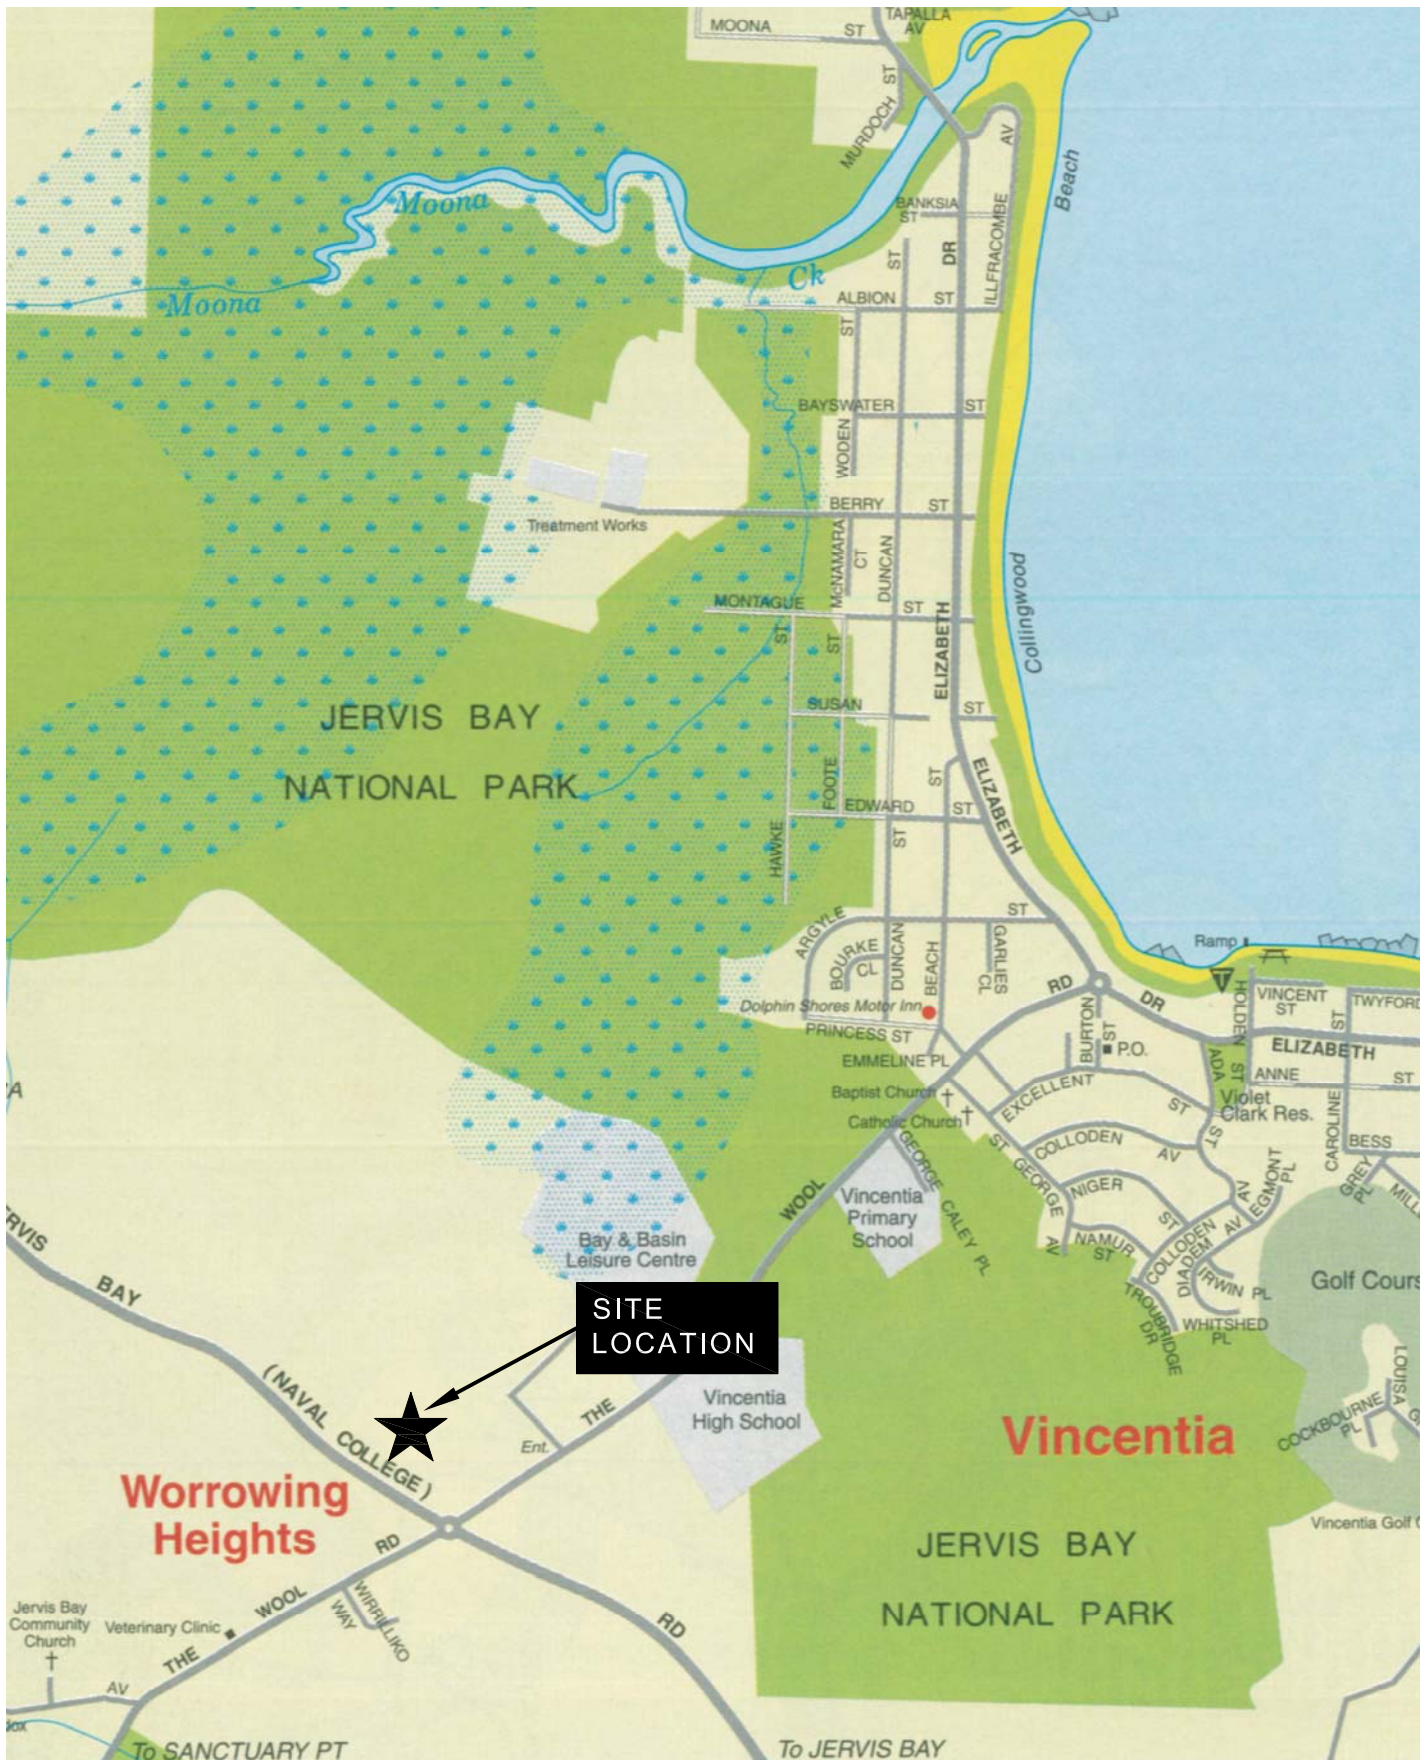 TAPALLA
AV
MOONA ST
ST
MURDOCH
AV
Beach
Moona
BANKSIA
ST
ST
DR
ILLFRACOMBE
Ck
Moona
ALBION ST
ST
BAYSWATER ST
WODEN
BERRY ST
Treatment Works
McNAMARA
CT
DUNCAN
Collingwood
MONTAGUE ST
ST
ST
ELIZABETH
SUSAN ST
JERVIS BAY
NATIONAL PARK
FOOTE
ST
ELIZABETH
EDWARD ST
HAWKE
ST
ARGYLE ST
BOURKE
CL
DUNCAN
BEACH
GARLIES
CL
Ramp
RD
DR
HOLDEN ST
VINCENT
ST
ST
TWYFORD
Dolphin Shores Motor Inn
PRINCESS ST
BURTON
ST
P.O.
ELIZABETH
EMMELINE PL
ADA
ST
ANNE ST
Baptist Church
EXCELLENT ST
Violet
Clark Res.
CAROLINE
Catholic Church
COLLODEN AV
BESS
ST GEORGE
AV
GEORGE CALEY PL
EGMONT
PL
GREY
PL
MILL
NIGER
ST
AV
WOOL
Vincentia
Primary
School
NAMUR
ST
COLLODEN
AV
DIADEM
Bay & Basin
Leisure Centre
IRWIN PL
Golf Cours
ERVIS
BAY
TROUBRIDGE
DR
WHITSHED
PL
SITE
LOCATION
LOUISA
(NAVAL COLLEGE)
THE
Vincentia
High School
COCKBOURNE
PL
Vincentia
Ent.
Worrowing
Heights
RD
JERVIS BAY
NATIONAL PARK
Vincentia Golf
WOOL
WIRRILLIKO
WAY
Jervis Bay
Community
Church
Veterinary Clinic
RD
THE
AV
To SANCTUARY PT
To JERVIS BAY